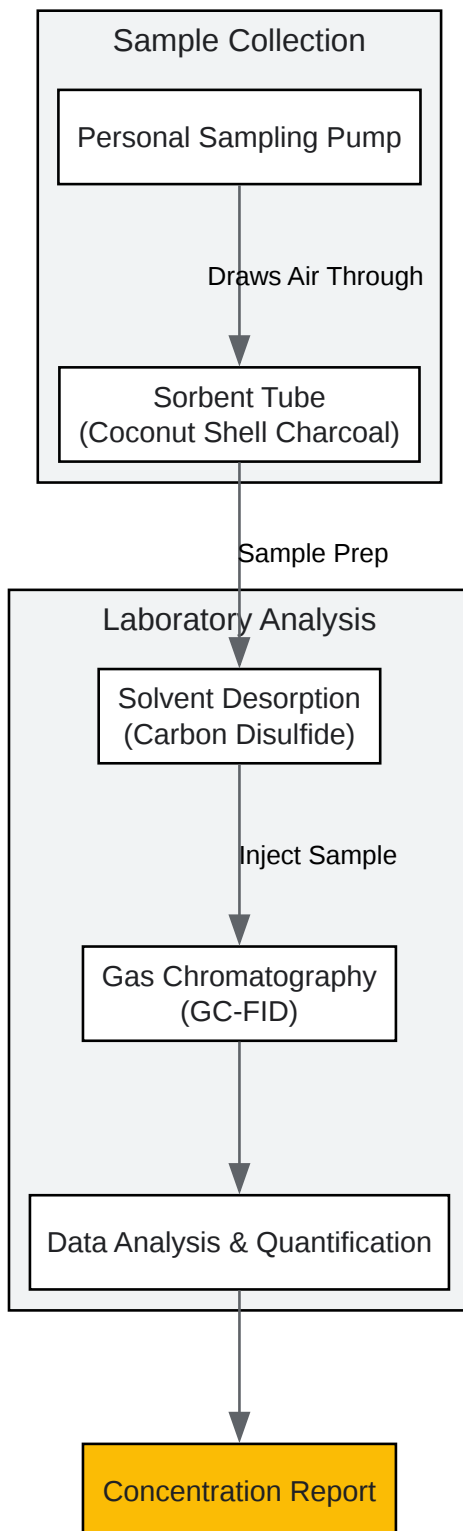 Sample Collection
Personal Sampling Pump
Draws Air Through
Sorbent Tube
(Coconut Shell Charcoal)
Sample Prep
Laboratory Analysis
Solvent Desorption
(Carbon Disulfide)
Inject Sample
Gas Chromatography
(GC-FID)
Data Analysis & Quantification
Concentration Report